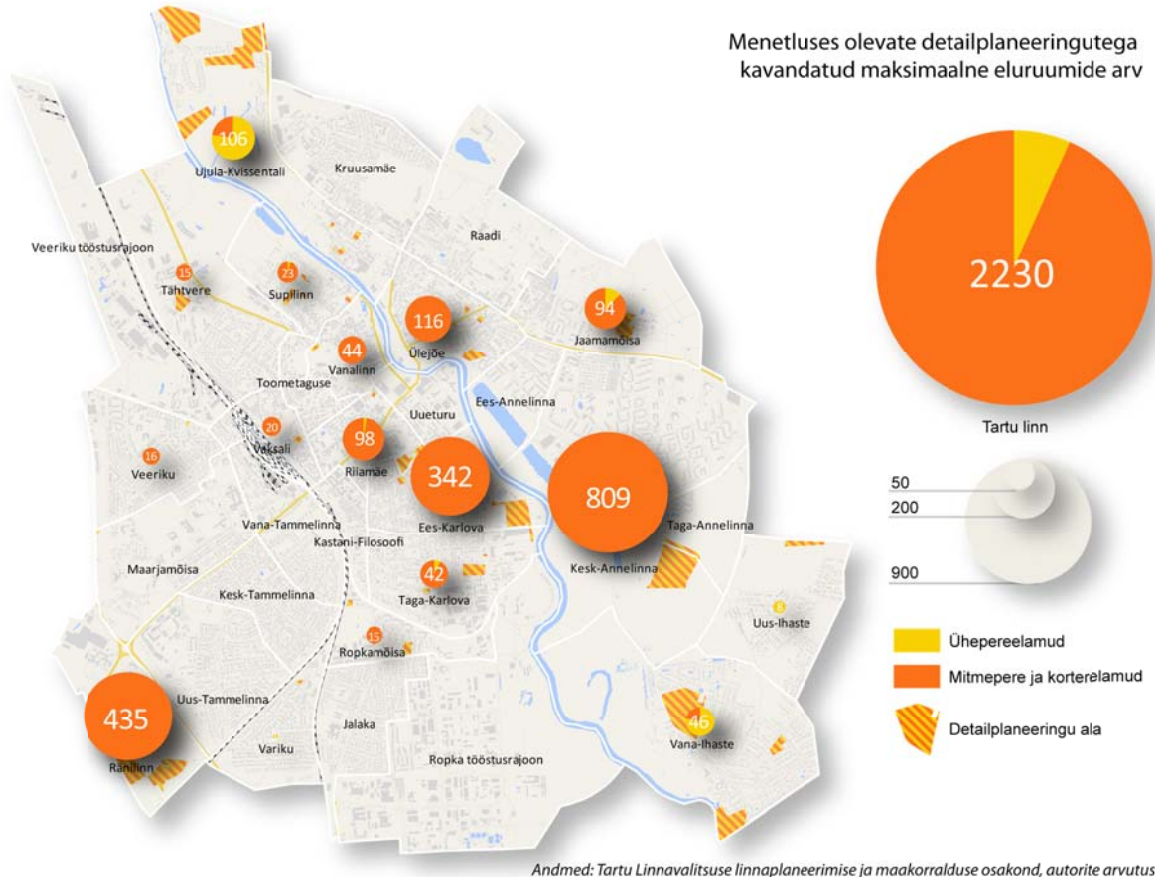 Menetluses olevate detailplaneeringutega
kavandatud maksimaalne eluruumide arv
106
Ujula-Kvissentali
Kruusamäe
Raadi
Veeriku tööstusrajoon
15
Tähtvere
23
Supilinn
2230
94
Jaamamõisa
116
Ülejõe
44
Vanalinn
Toometaguse
Ees-Annelinna
Uueturu
Tartu linn
20
Vaksali
98
Riiamäe
16
Veeriku
342
Ees-Karlova
809
Kesk-Annelinna
Taga-Annelinna
50
200
900
Vana-Tammelinna
Kastani-Filosoofi
Maarjamõisa
Kesk-Tammelinna
42
Taga-Karlova
8
Uus-Ihaste
15
Ropkamõisa
Ühepereelamud
Mitmepere ja korterelamud
Detailplaneeringu ala
435
Ränilinn
Uus-Tammelinna
Jalaka
Variku
46
Vana-Ihaste
Ropka tööstusrajoon
Andmed: Tartu Linnavalitsuse linnaplaneerimise ja maakorralduse osakond, autorite arvutus